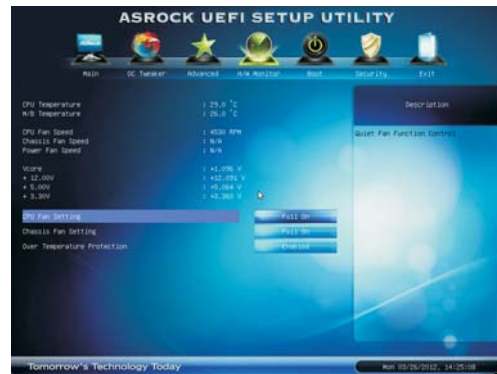 ASROCK UEFI SETUP UTILITY
Main OC Tweaker Advanced H/W Monitor Boot Security Exit
CPU Temperature : 29.0 °C
M/B Temperature : 26.0 °C
CPU Fan Speed : 4530 RPM
Chassis Fan Speed : N/A
Power Fan Speed : N/A
Vcore : +1.096 V
+ 12.00V : +12.091 V
+ 5.00V : +5.064 V
+ 3.30V : +3.360 V
CPU Fan Setting Full On
Chassis Fan Setting Full On
Over Temperature Protection Enabled
Description
Quiet Fan Function Control
Tomorrow's Technology Today
Mon 03/26/2012, 14:25:08